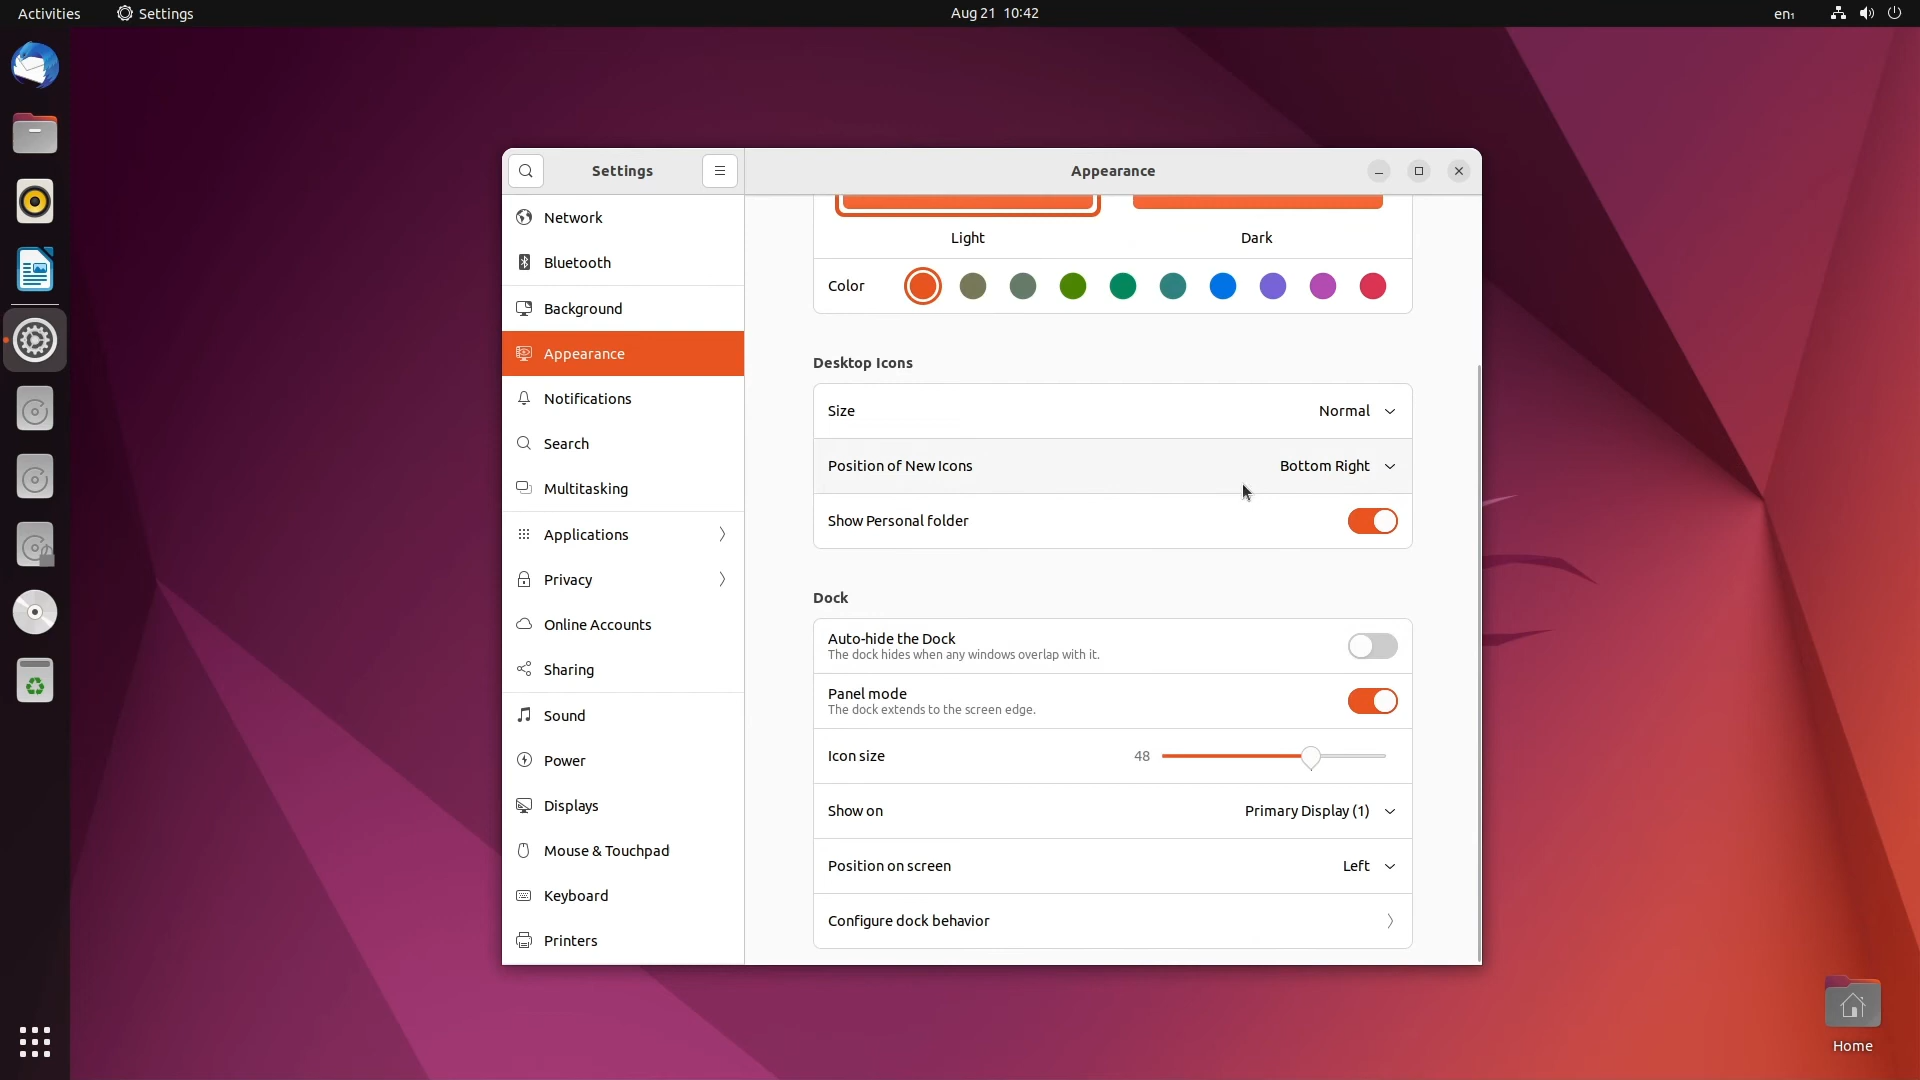 Activities
Settings
Aug 21 10:42
en₁
Settings
Appearance
Network
Bluetooth
Background
Appearance
Notifications
Search
Multitasking
Applications
Privacy
Online Accounts
Sharing
Sound
Power
Displays
Mouse & Touchpad
Keyboard
Printers
Light
Dark
Color
Desktop Icons
Size
Normal
Position of New Icons
Bottom Right
Show Personal folder
Dock
Auto-hide the Dock
The dock hides when any windows overlap with it.
Panel mode
The dock extends to the screen edge.
Icon size
48
Show on
Primary Display (1)
Position on screen
Left
Configure dock behavior
Home